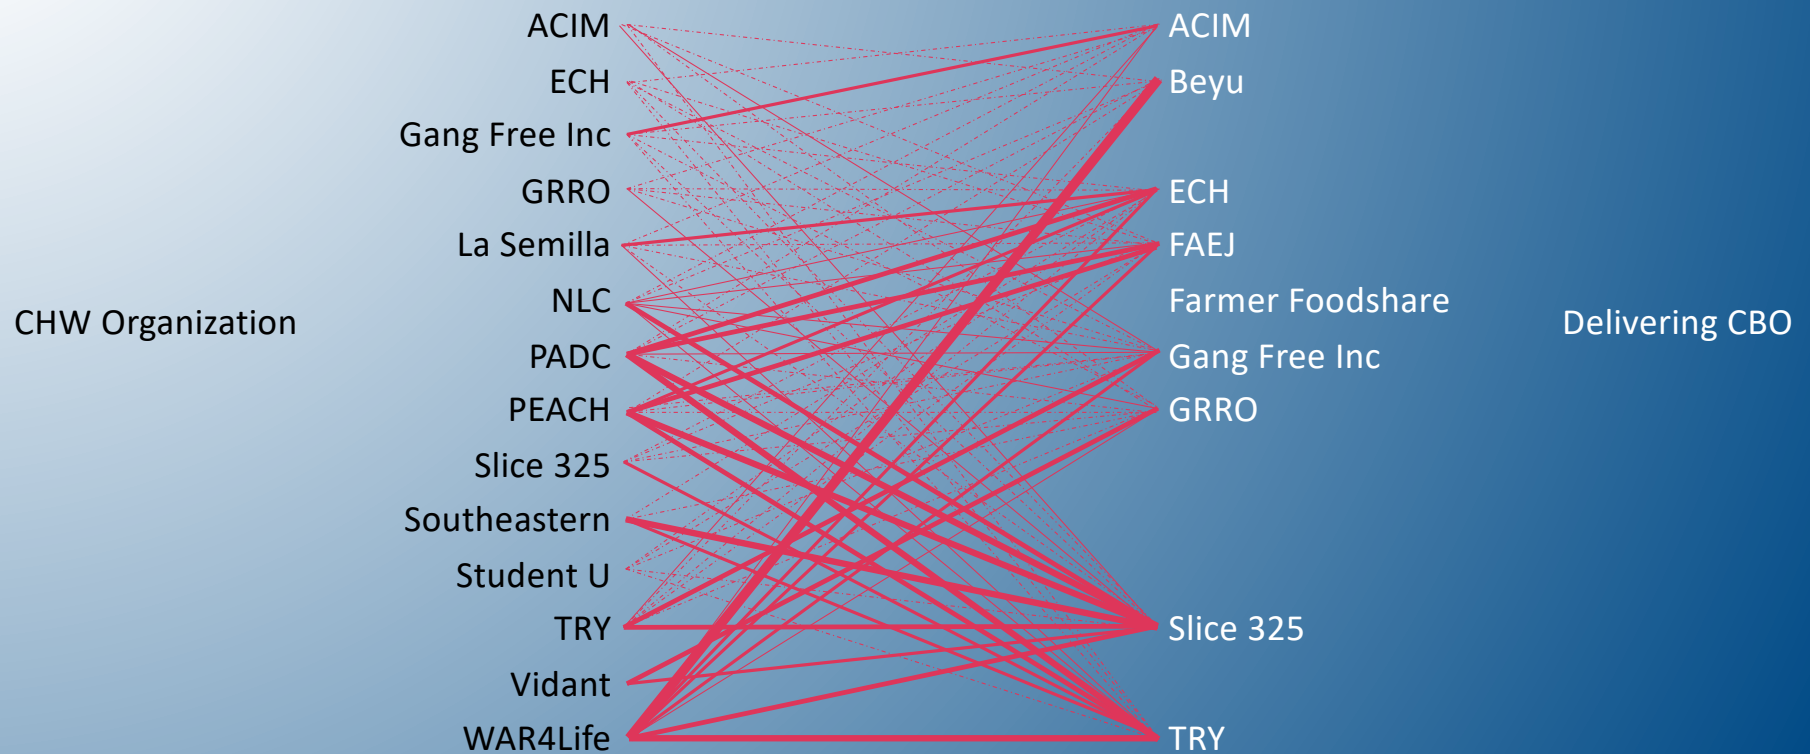 CHW Organization
ACIM
ECH
Gang Free Inc
GRRO
La Semilla
NLC
PADC
PEACH
Slice 325
Southeastern
Student U
TRY
Vidant
WAR4Life
ACIM
Beyu
ECH
FAEJ
Farmer Foodshare
Gang Free Inc
GRRO
Slice 325
TRY
Delivering CBO